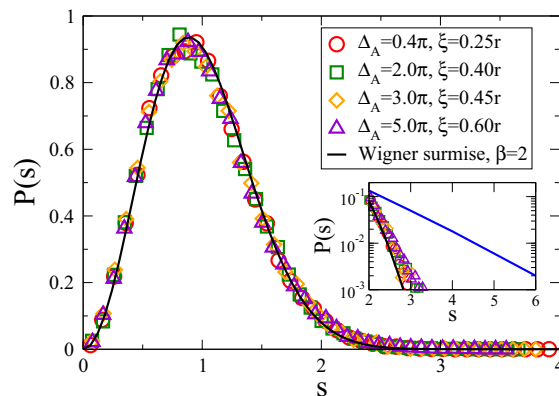 1
0.8
0.6
0.4
0.2
0
P(s)
0 1 2 3 4
s
Δ_A=0.4π, ξ=0.25r
Δ_A=2.0π, ξ=0.40r
Δ_A=3.0π, ξ=0.45r
Δ_A=5.0π, ξ=0.60r
Wigner surmise, β=2
10^-1
10^-2
10^-3
P(s)
2 3 4 5 6
s